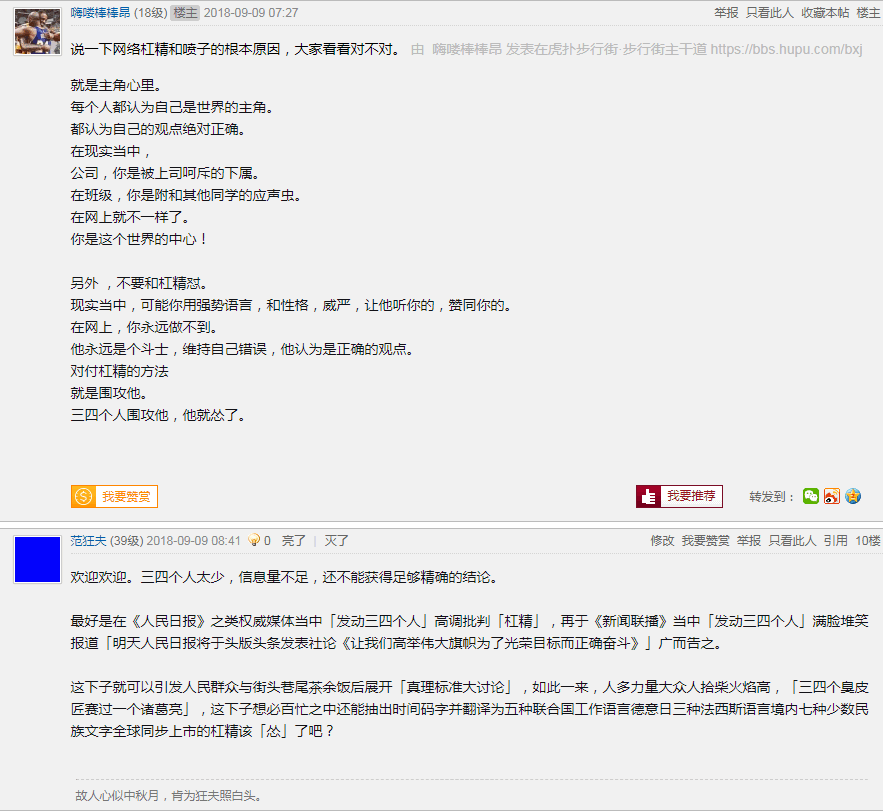 嗨喽棒棒昂 (18级) 楼主 2018-09-09 07:27 举报 只看此人 收藏本帖 楼主
说一下网络杠精和喷子的根本原因，大家看看对不对。 由 嗨喽棒棒昂 发表在虎扑步行街·步行街主干道 https://bbs.hupu.com/bxj
就是主角心里。
每个人都认为自己是世界的主角。
都认为自己的观点绝对正确。
在现实当中，
公司，你是被上司呵斥的下属。
在班级，你是附和其他同学的应声虫。
在网上就不一样了。
你是这个世界的中心！
另外 ，不要和杠精怼。
现实当中，可能你用强势语言，和性格，威严，让他听你的，赞同你的。
在网上，你永远做不到。
他永远是个斗士，维持自己错误，他认为是正确的观点。
对付杠精的方法
就是围攻他。
三四个人围攻他，他就怂了。
我要赞赏 我要推荐 转发到：
范狂夫 (39级) 2018-09-09 08:41 0 亮了 | 灭了 修改 我要赞赏 举报 只看此人 引用 10楼
欢迎欢迎。三四个人太少，信息量不足，还不能获得足够精确的结论。
最好是在《人民日报》之类权威媒体当中「发动三四个人」高调批判「杠精」，再于《新闻联播》当中「发动三四个人」满脸堆笑
报道「明天人民日报将于头版头条发表社论《让我们高举伟大旗帜为了光荣目标而正确奋斗》」广而告之。
这下子就可以引发人民群众与街头巷尾茶余饭后展开「真理标准大讨论」，如此一来，人多力量大众人拾柴火焰高，「三四个臭皮
匠赛过一个诸葛亮」，这下子想必百忙之中还能抽出时间码字并翻译为五种联合国工作语言德意日三种法西斯语言境内七种少数民
族文字全球同步上市的杠精该「怂」了吧？
故人心似中秋月，肯为狂夫照白头。